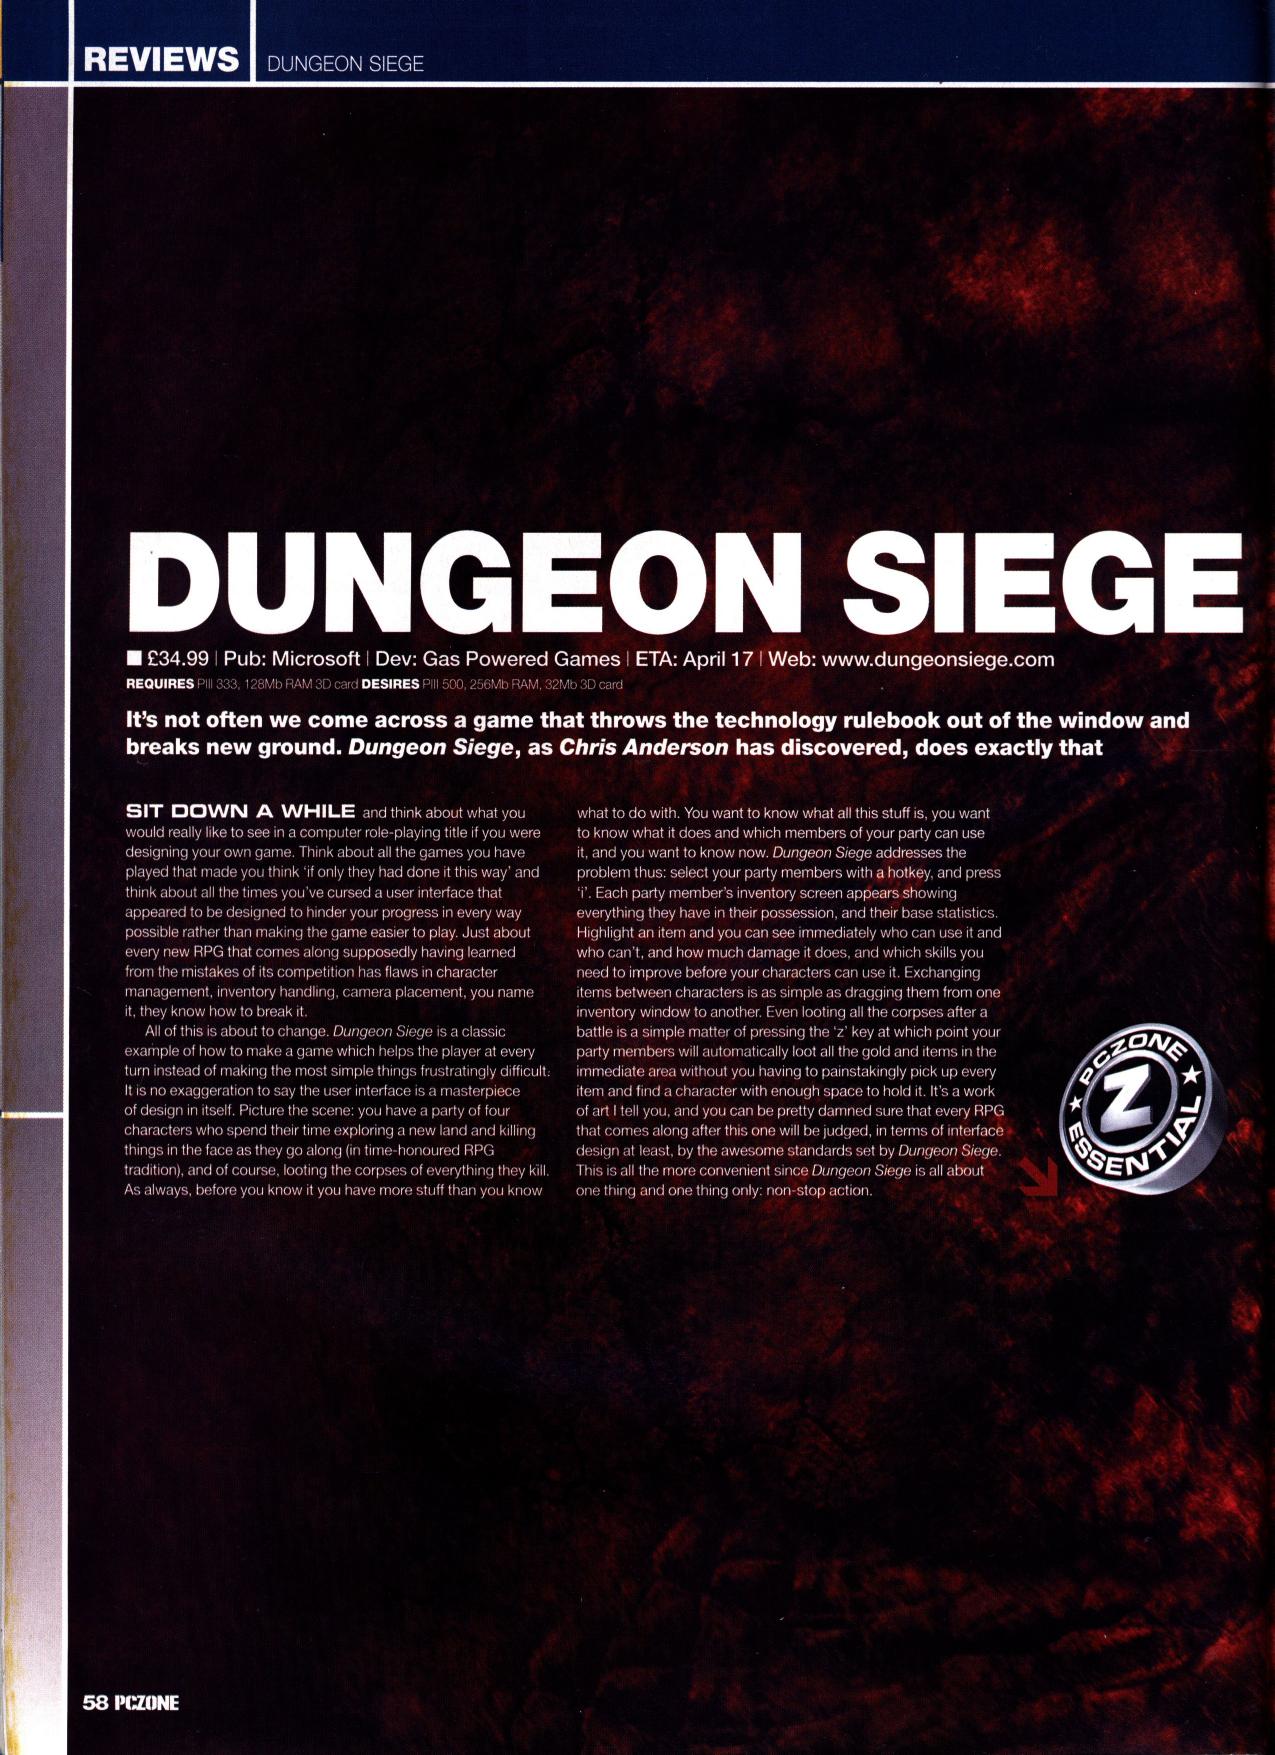 REVIEWS
DUNGEON SIEGE
DUNGEON SIEGE
£34.99 | Pub: Microsoft | Dev: Gas Powered Games | ETA: April 17 | Web: www.dungeonsiege.com
REQUIRES PIII 333, 128Mb RAM 3D card DESIRES PIII 500, 256Mb RAM, 32Mb 3D card
It's not often we come across a game that throws the technology rulebook out of the window and
breaks new ground. Dungeon Siege, as Chris Anderson has discovered, does exactly that
SIT DOWN A WHILE and think about what you
would really like to see in a computer role-playing title if you were
designing your own game. Think about all the games you have
played that made you think 'if only they had done it this way' and
think about all the times you've cursed a user interface that
appeared to be designed to hinder your progress in every way
possible rather than making the game easier to play. Just about
every new RPG that comes along supposedly having learned
from the mistakes of its competition has flaws in character
management, inventory handling, camera placement, you name
it, they know how to break it.
All of this is about to change. Dungeon Siege is a classic
example of how to make a game which helps the player at every
turn instead of making the most simple things frustratingly difficult.
It is no exaggeration to say the user interface is a masterpiece
of design in itself. Picture the scene: you have a party of four
characters who spend their time exploring a new land and killing
things in the face as they go along (in time-honoured RPG
tradition), and of course, looting the corpses of everything they kill.
As always, before you know it you have more stuff than you know
what to do with. You want to know what all this stuff is, you want
to know what it does and which members of your party can use
it, and you want to know now. Dungeon Siege addresses the
problem thus: select your party members with a hotkey, and press
'i'. Each party member's inventory screen appears showing
everything they have in their possession, and their base statistics.
Highlight an item and you can see immediately who can use it and
who can't, and how much damage it does, and which skills you
need to improve before your characters can use it. Exchanging
items between characters is as simple as dragging them from one
inventory window to another. Even looting all the corpses after a
battle is a simple matter of pressing the 'z' key at which point your
party members will automatically loot all the gold and items in the
immediate area without you having to painstakingly pick up every
item and find a character with enough space to hold it. It's a work
of art I tell you, and you can be pretty damned sure that every RPG
that comes along after this one will be judged, in terms of interface
design at least, by the awesome standards set by Dungeon Siege.
This is all the more convenient since Dungeon Siege is all about
one thing and one thing only: non-stop action.
PCZONE
Z
ESSENTIAL
58 PCZONE